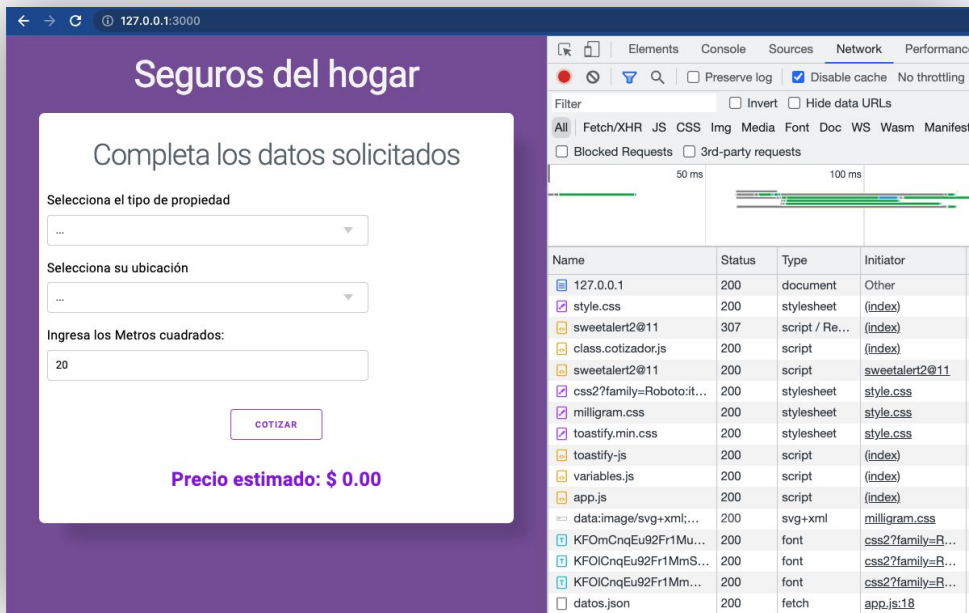 127.0.0.1:3000
Seguros del hogar
Completa los datos solicitados
Selecciona el tipo de propiedad
...
Selecciona su ubicación
...
Ingresa los Metros cuadrados:
20
COTIZAR
Precio estimado: $ 0.00
Elements Console Sources Network Performanc
Preserve log Disable cache No throttling
Filter Invert Hide data URLs
All Fetch/XHR JS CSS Img Media Font Doc WS Wasm Manifest
Blocked Requests 3rd-party requests
50 ms 100 ms
Name Status Type Initiator
127.0.0.1 200 document Other
style.css 200 stylesheet (index)
sweetalert2@11 307 script / Re... (index)
class.cotizador.js 200 script (index)
sweetalert2@11 200 script sweetalert2@11
css2?family=Roboto:it... 200 stylesheet style.css
milligram.css 200 stylesheet style.css
toastify.min.css 200 stylesheet style.css
toastify-js 200 script (index)
variables.js 200 script (index)
app.js 200 script (index)
data:image/svg+xml;... 200 svg+xml milligram.css
KFOmCnqEu92Fr1Mu... 200 font css2?family=R...
KFOlCnqEu92Fr1MmS... 200 font css2?family=R...
KFOlCnqEu92Fr1Mm... 200 font css2?family=R...
datos.json 200 fetch app.js:18